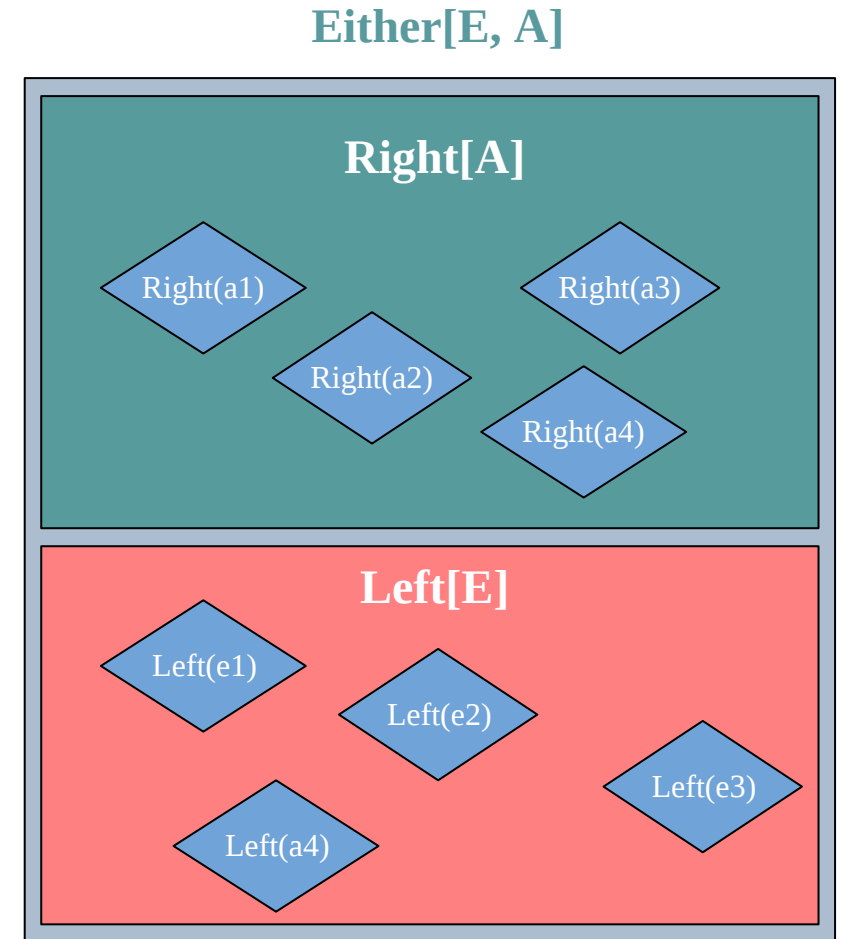 Either[E, A]
Right[A]
Right(a1)
Right(a3)
Right(a2)
Right(a4)
Left[E]
Left(e1)
Left(e2)
Left(e3)
Left(a4)